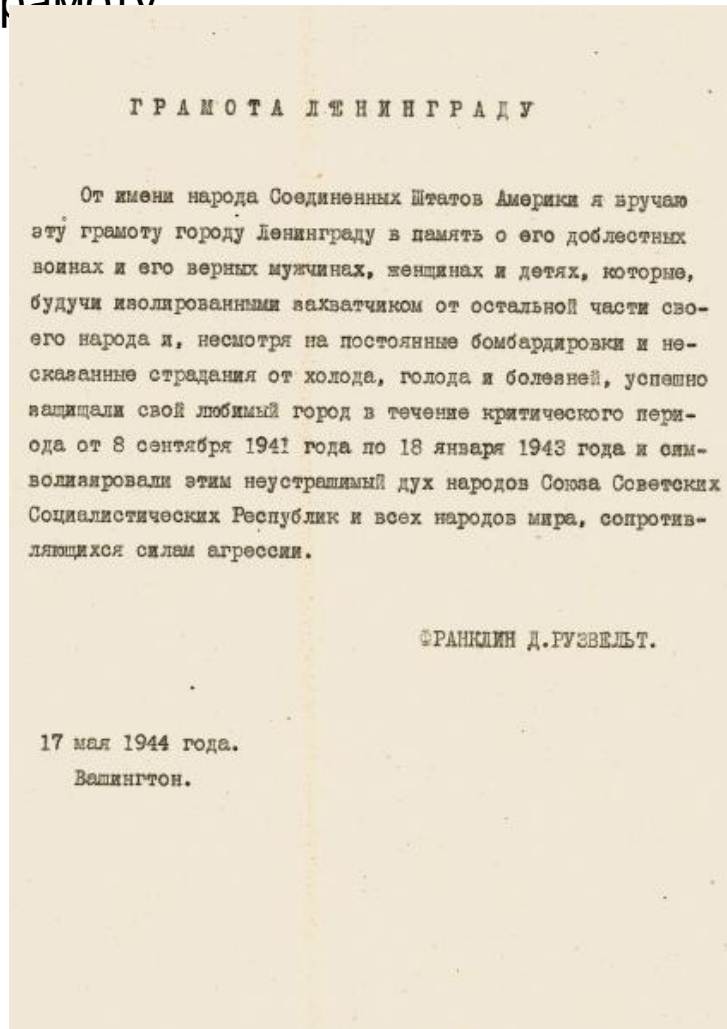 грамоту
ГРАМОТА ЛЕНИНГРАДУ
От имени народа Соединенных Штатов Америки я вручаю
эту грамоту городу Ленинграду в память о его доблестных
воинах и его верных мужчинах, женщинах и детях, которые,
будучи изолированными захватчиком от остальной части сво-
его народа и, несмотря на постоянные бомбардировки и не-
сказанные страдания от холода, голода и болезней, успешно
защищали свой любимый город в течение критического пери-
ода от 8 сентября 1941 года по 18 января 1943 года и сим-
волизировали этим неустрашимый дух народов Союза Советских
Социалистических Республик и всех народов мира, сопротив-
ляющихся силам агрессии.
ФРАНКЛИН Д.РУЗВЕЛЬТ.
17 мая 1944 года.
Вашингтон.